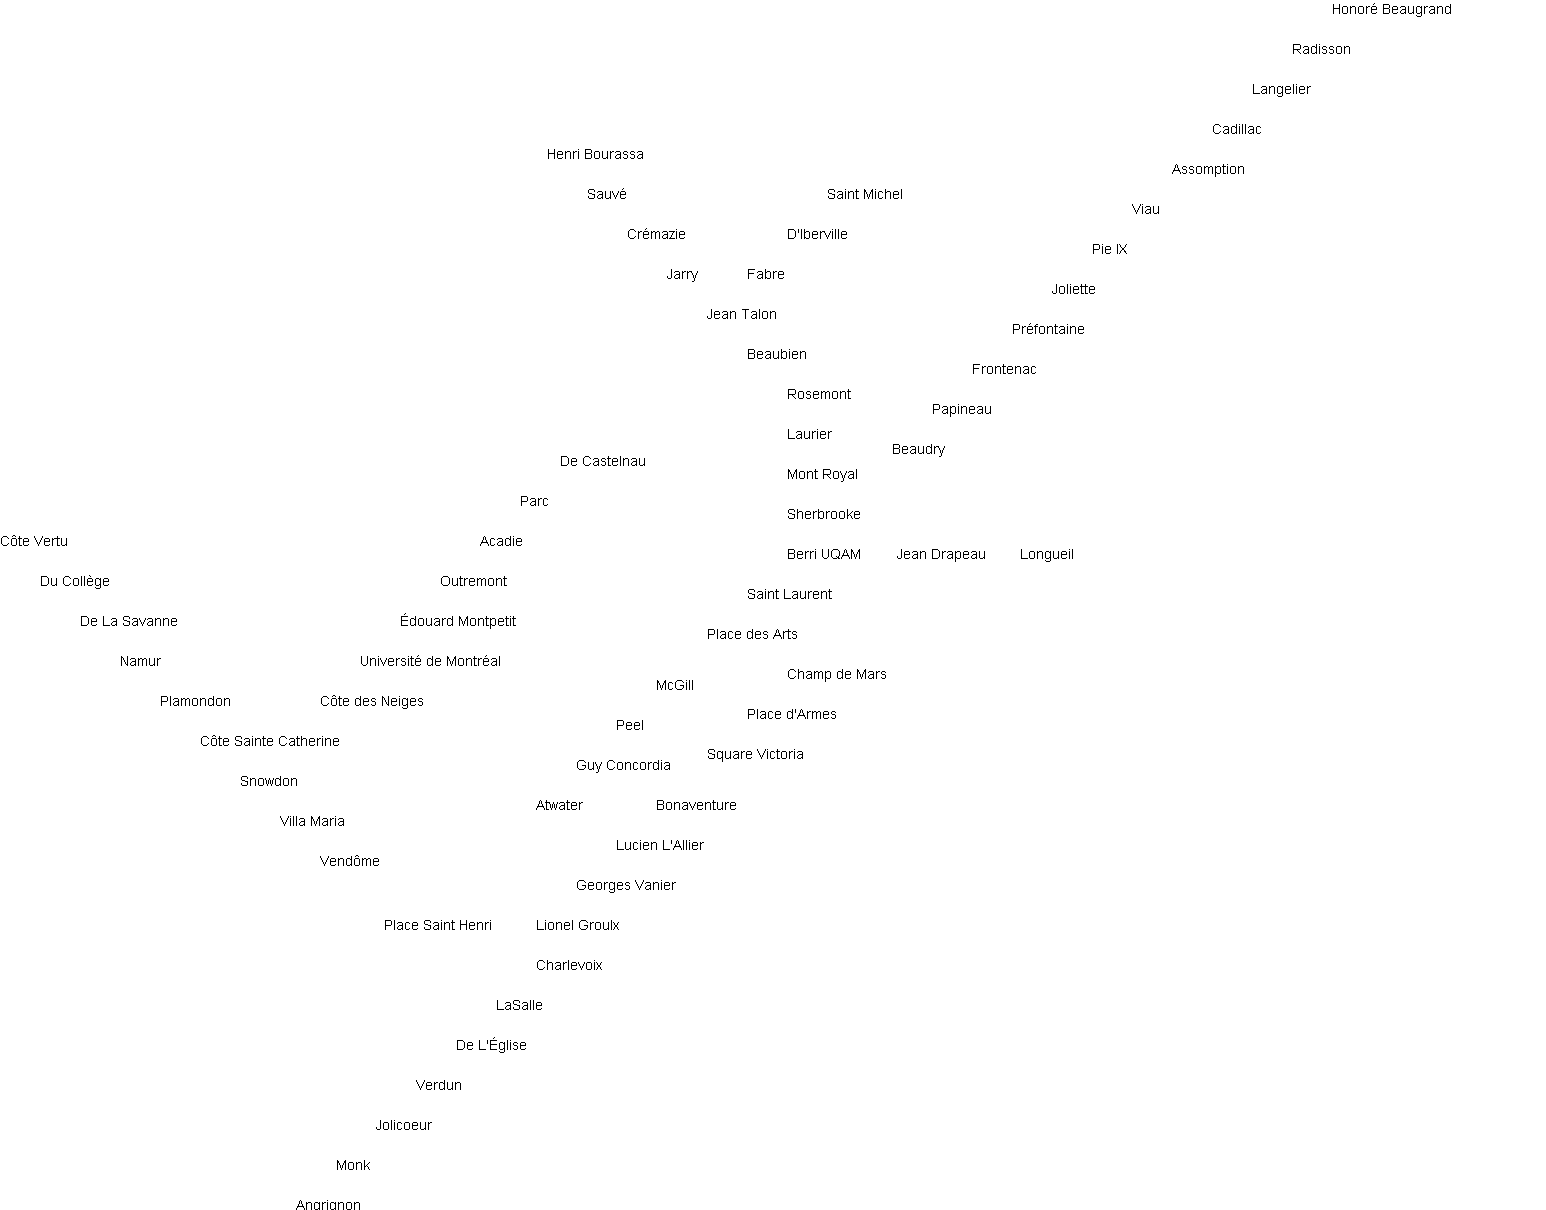 Honoré Beaugrand
Radisson
Langelier
Cadillac
Henri Bourassa
Assomption
Sauvé Saint Michel
Viau
Crémazie D'Iberville
Pie IX
Jarry Fabre
Joliette
Jean Talon
Préfontaine
Beaubien
Frontenac
Rosemont
Papineau
Laurier
Beaudry
De Castelnau
Mont Royal
Parc
Sherbrooke
Côte Vertu Acadie
Berri UQAM Jean Drapeau Longueil
Du Collège Outremont
Saint Laurent
De La Savanne Édouard Montpetit
Place des Arts
Namur Université de Montréal
Champ de Mars
McGill
Plamondon Côte des Neiges
Place d'Armes
Peel
Côte Sainte Catherine
Square Victoria
Guy Concordia
Snowdon
Atwater Bonaventure
Villa Maria
Lucien L'Allier
Vendôme
Georges Vanier
Place Saint Henri Lionel Groulx
Charlevoix
LaSalle
De L'Église
Verdun
Jolicoeur
Monk
Angrignon